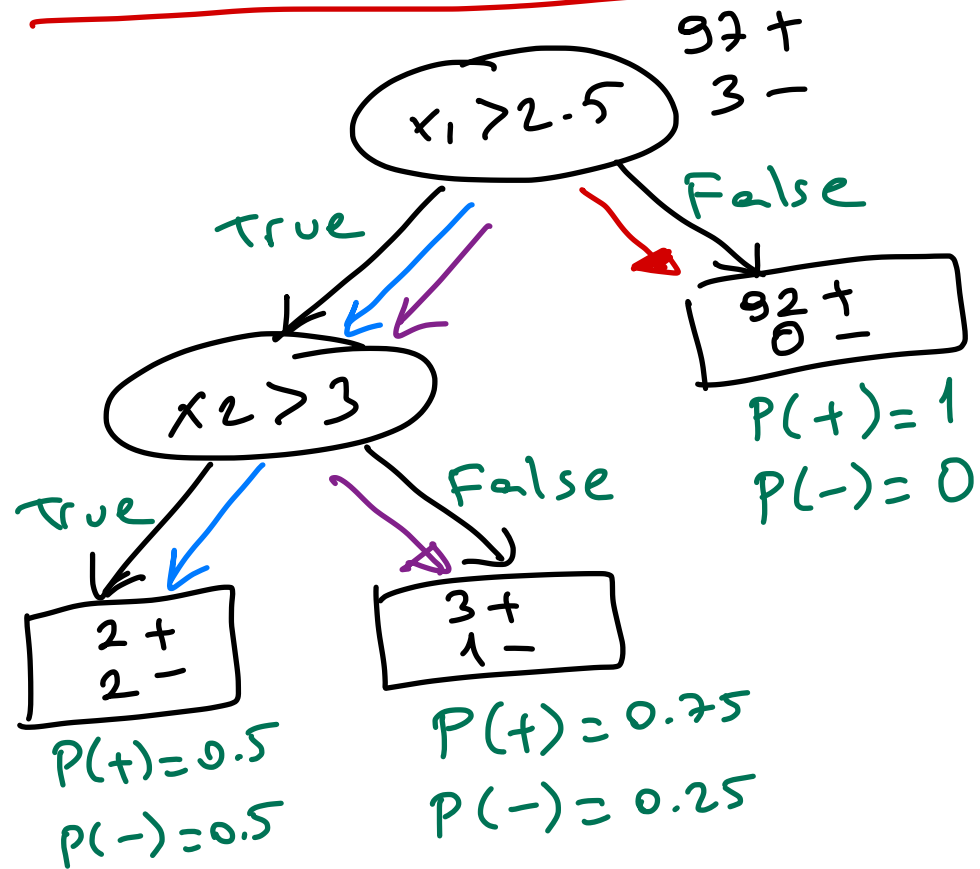 97 +
3 -
x1 > 2.5
True
False
92 +
0 -
P(+) = 1
P(-) = 0
x2 > 3
True
False
2 +
2 -
P(+) = 0.5
P(-) = 0.5
3 +
1 -
P(+) = 0.75
P(-) = 0.25